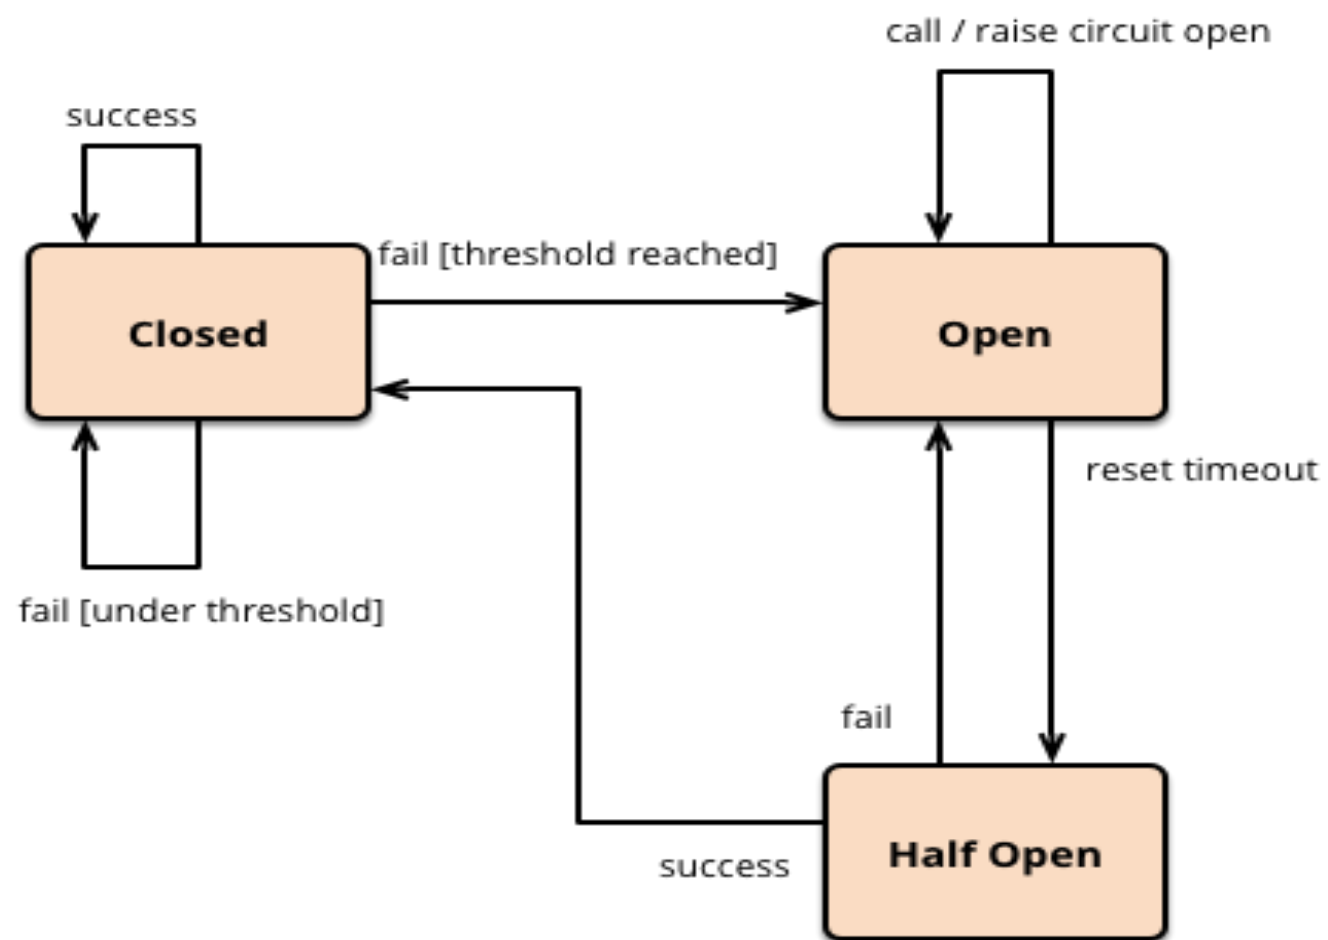 call / raise circuit open
success
fail [threshold reached]
Closed
Open
reset timeout
fail [under threshold]
fail
Half Open
success